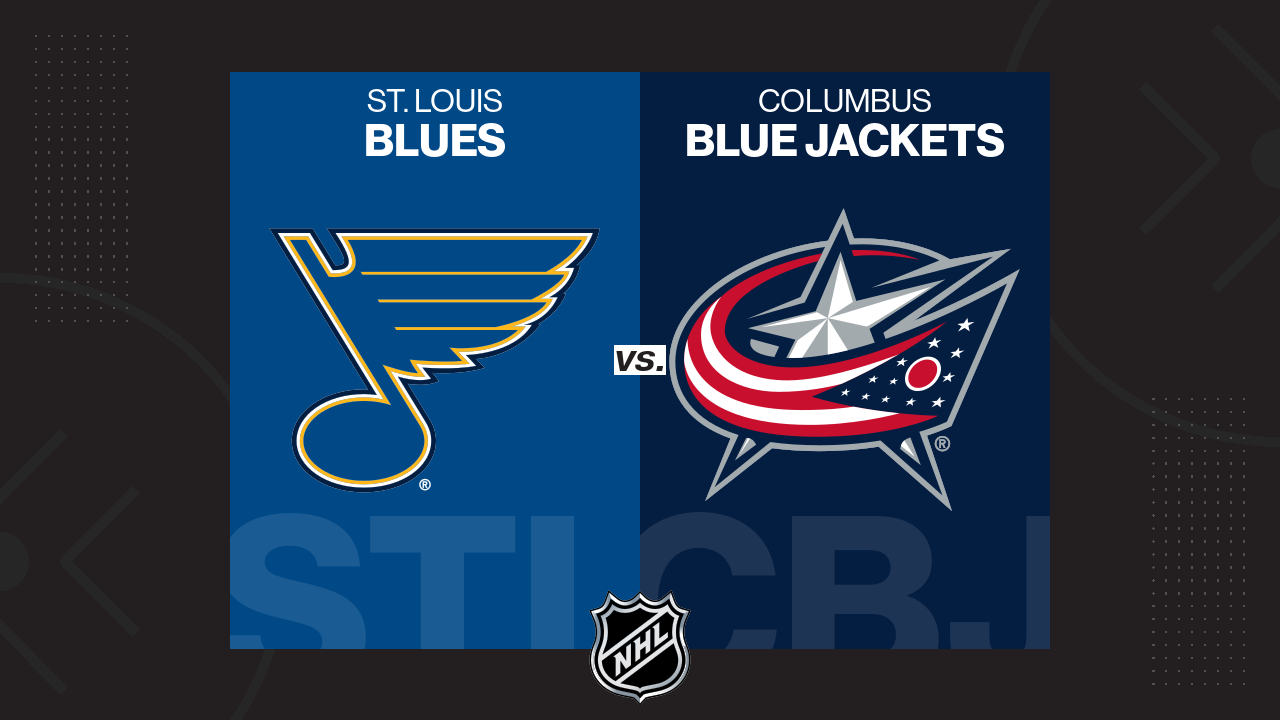 ST. LOUIS
BLUES
COLUMBUS
BLUE JACKETS
vs.
®
®
STL
CBJ
NHL